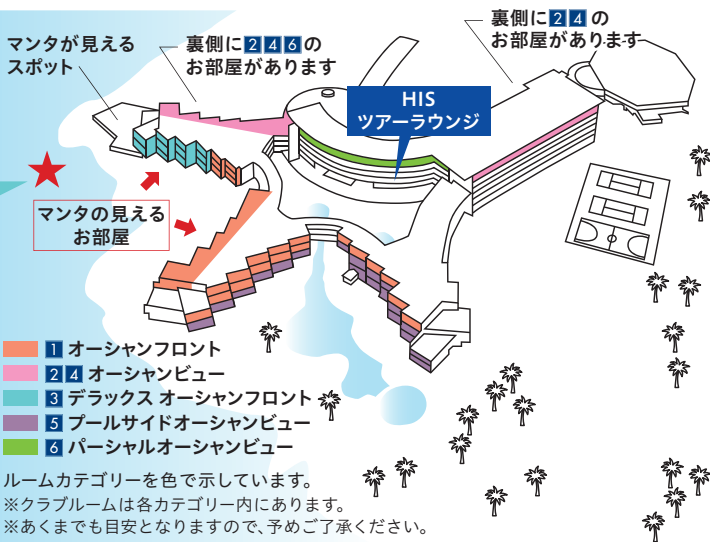 マンタが見える
スポット
裏側に246の
お部屋があります
裏側に24の
お部屋があります
HIS
ツアーラウンジ
マンタの見える
お部屋
1 オーシャンフロント
24 オーシャンビュー
3 デラックス オーシャンフロント
5 プールサイドオーシャンビュー
6 パーシャルオーシャンビュー
ルームカテゴリーを色で示しています。
※クラブルームは各カテゴリー内にあります。
※あくまでも目安となりますので、予めご了承ください。